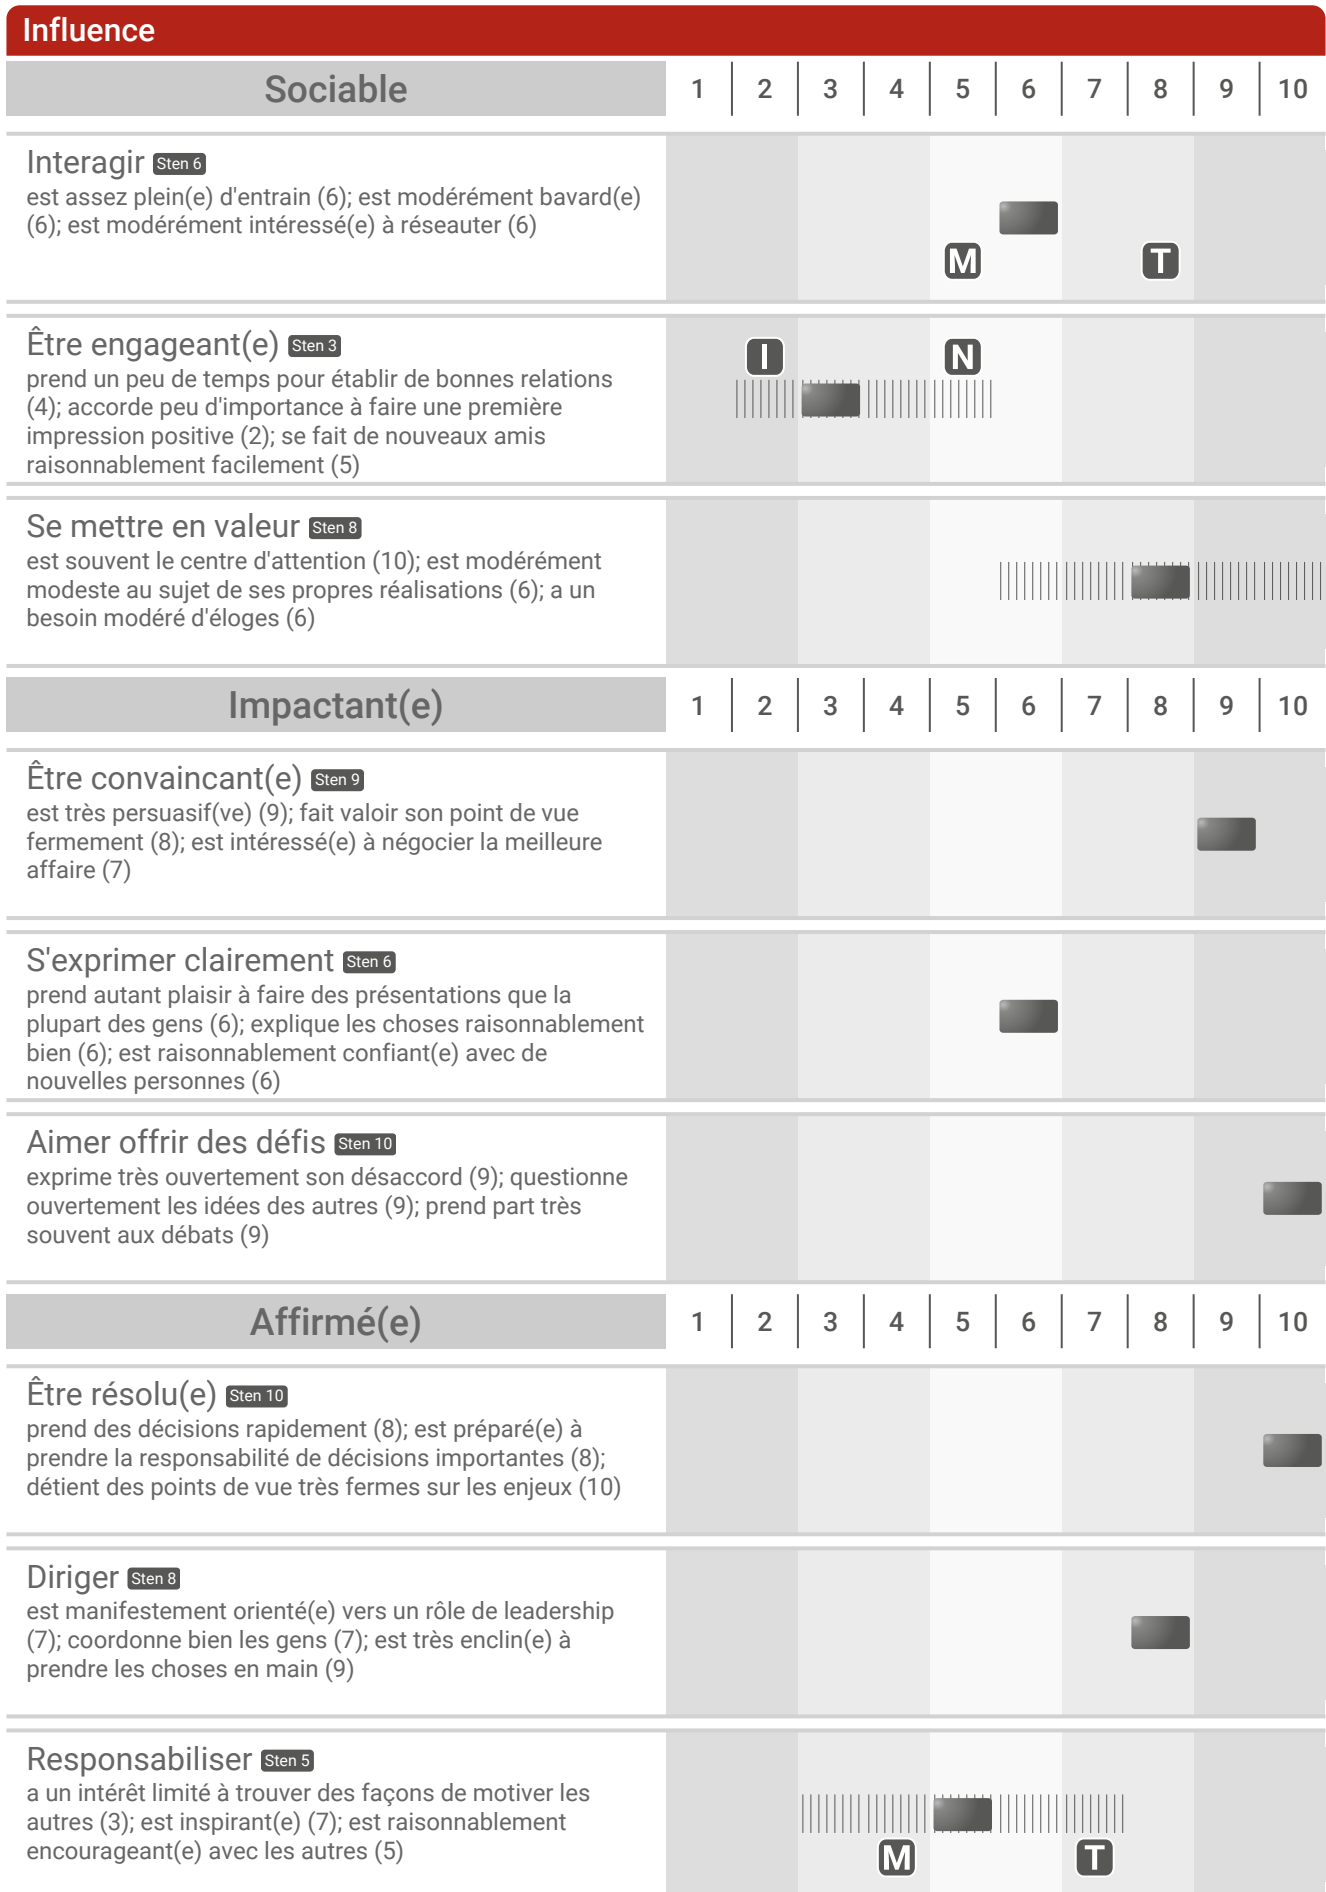 Influence
Sociable 1 2 3 4 5 6 7 8 9 10
Interagir Sten 6
est assez plein(e) d'entrain (6); est modérément bavard(e)
(6); est modérément intéressé(e) à réseauter (6)
M T
Être engageant(e) Sten 3
I N
prend un peu de temps pour établir de bonnes relations
(4); accorde peu d'importance à faire une première
impression positive (2); se fait de nouveaux amis
raisonnablement facilement (5)
Se mettre en valeur Sten 8
est souvent le centre d'attention (10); est modérément
modeste au sujet de ses propres réalisations (6); a un
besoin modéré d'éloges (6)
Impactant(e) 1 2 3 4 5 6 7 8 9 10
Être convaincant(e) Sten 9
est très persuasif(ve) (9); fait valoir son point de vue
fermement (8); est intéressé(e) à négocier la meilleure
affaire (7)
S'exprimer clairement Sten 6
prend autant plaisir à faire des présentations que la
plupart des gens (6); explique les choses raisonnablement
bien (6); est raisonnablement confiant(e) avec de
nouvelles personnes (6)
Aimer offrir des défis Sten 10
exprime très ouvertement son désaccord (9); questionne
ouvertement les idées des autres (9); prend part très
souvent aux débats (9)
Affirmé(e) 1 2 3 4 5 6 7 8 9 10
Être résolu(e) Sten 10
prend des décisions rapidement (8); est préparé(e) à
prendre la responsabilité de décisions importantes (8);
détient des points de vue très fermes sur les enjeux (10)
Diriger Sten 8
est manifestement orienté(e) vers un rôle de leadership
(7); coordonne bien les gens (7); est très enclin(e) à
prendre les choses en main (9)
Responsabiliser Sten 5
a un intérêt limité à trouver des façons de motiver les
autres (3); est inspirant(e) (7); est raisonnablement
encourageant(e) avec les autres (5)
M T